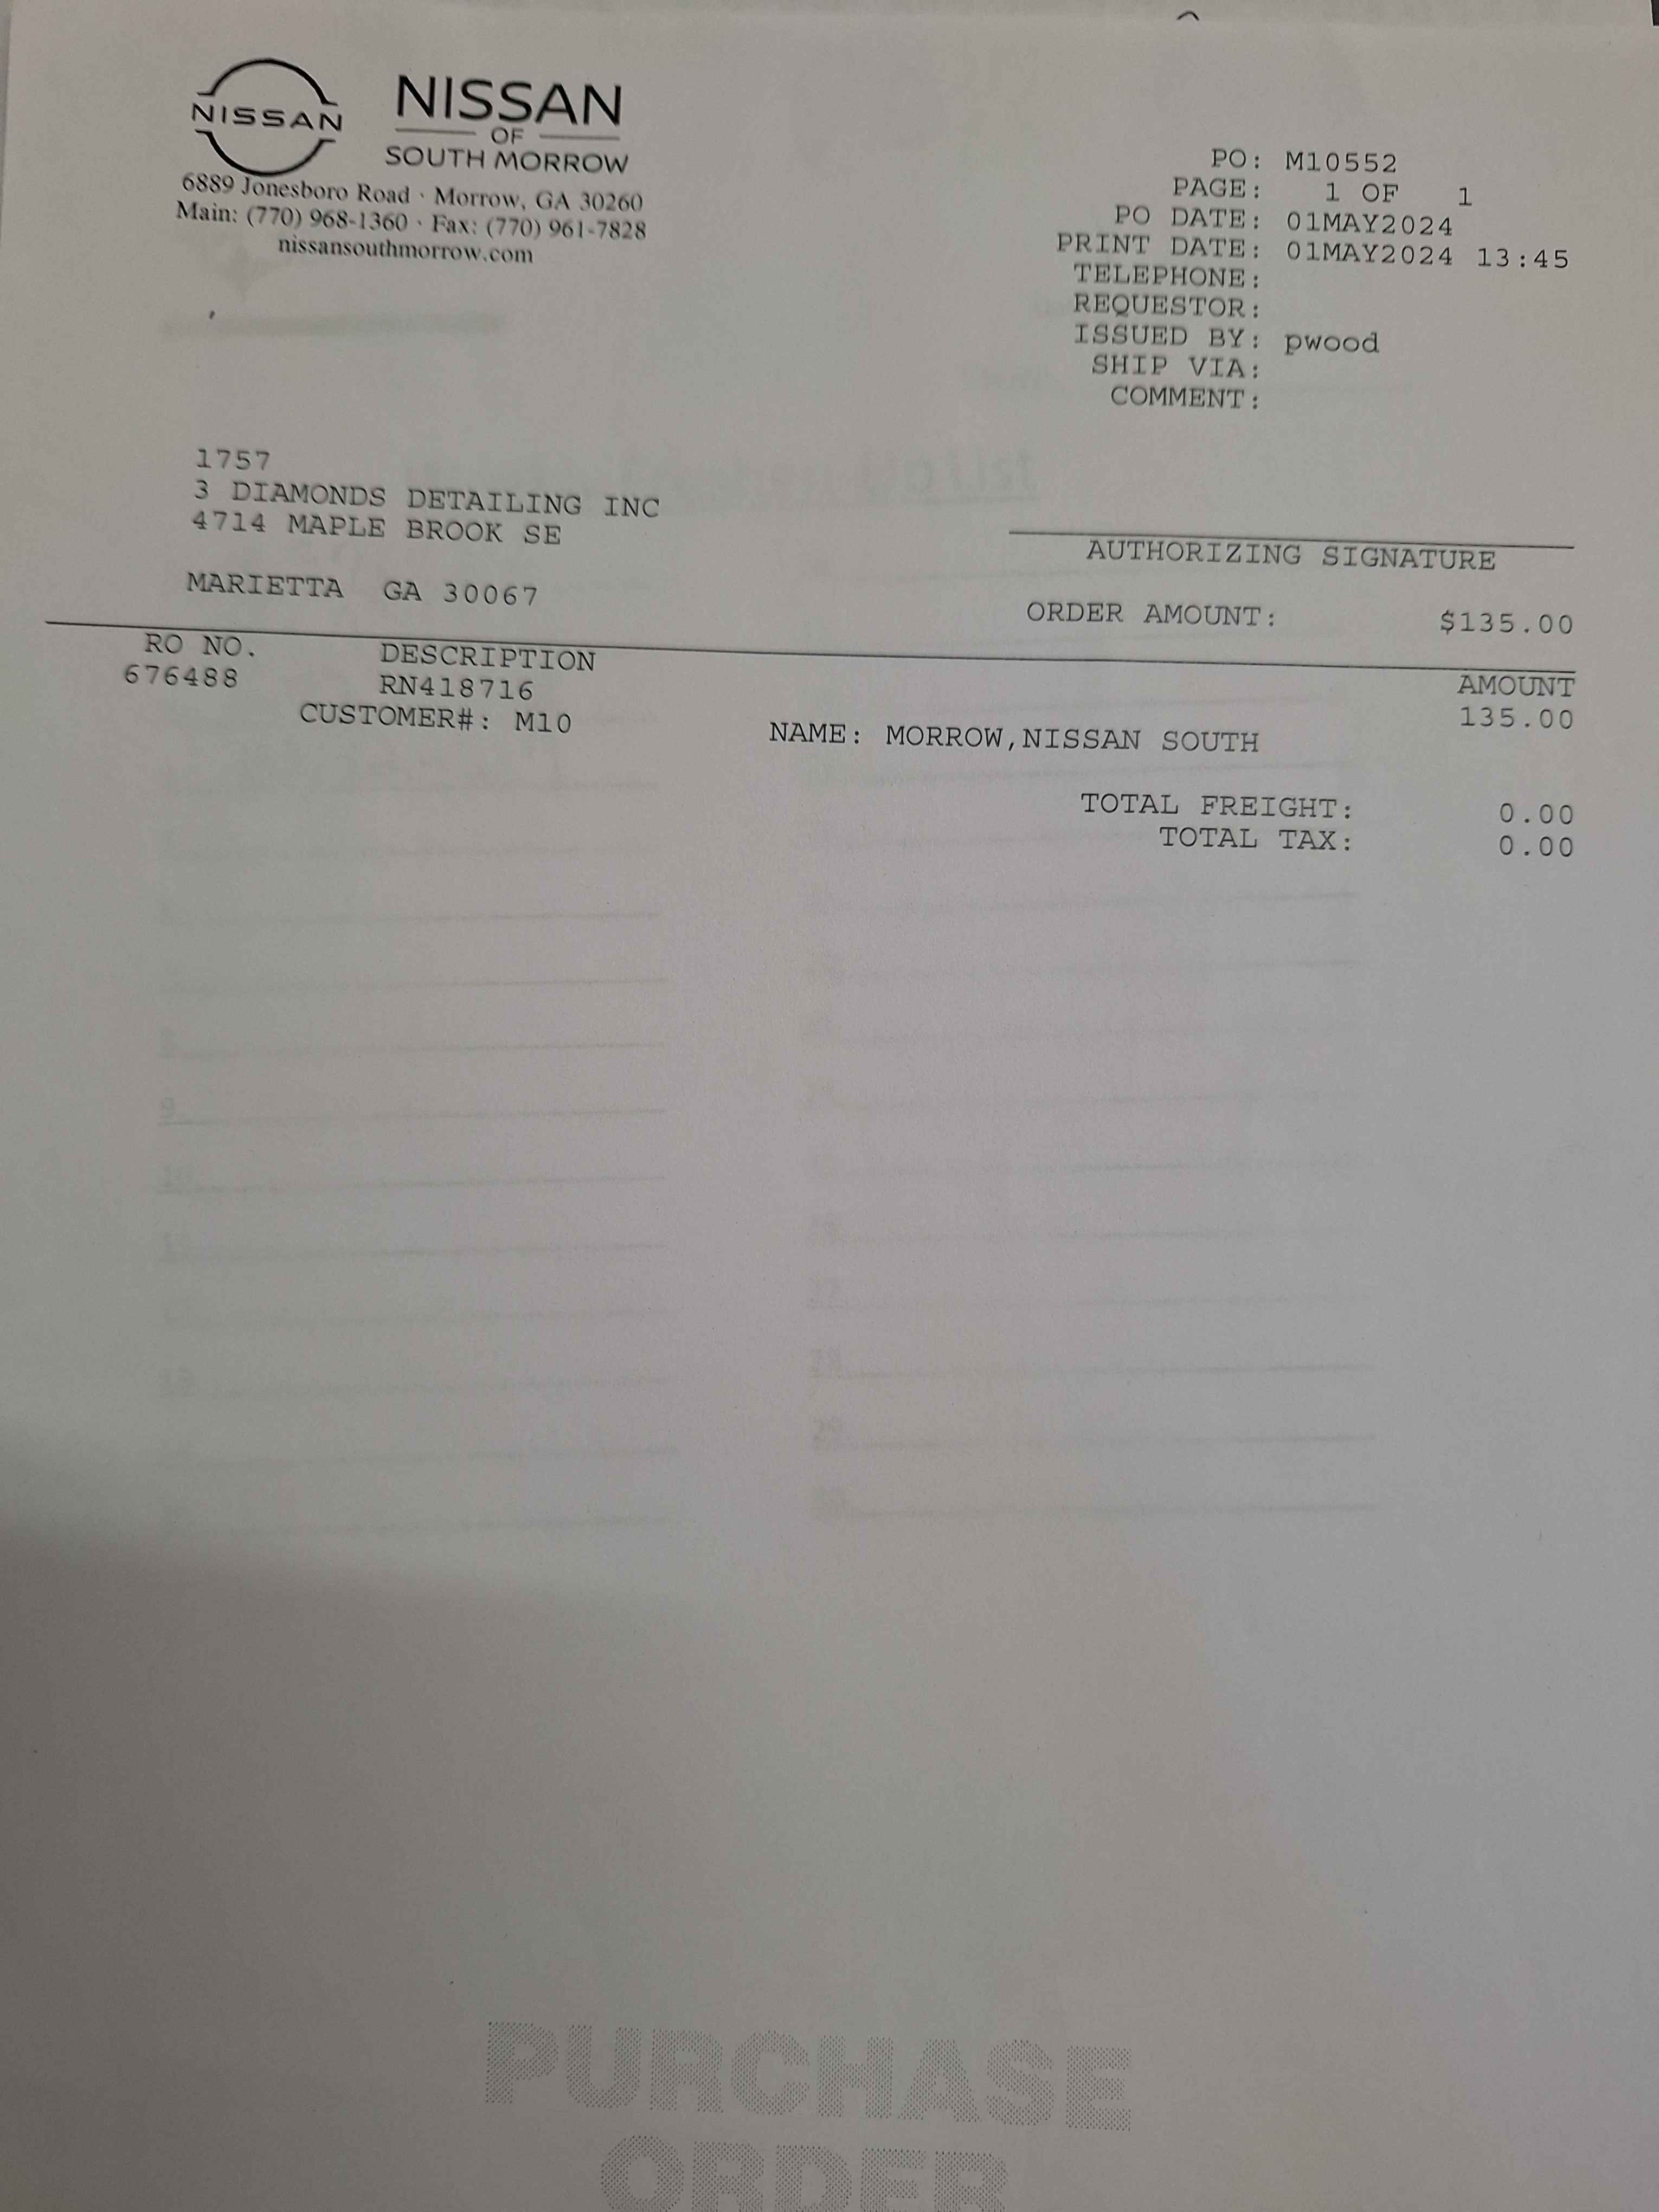 NISSAN
NISSAN
OF
SOUTH MORROW
6889 Jonesboro Road · Morrow, GA 30260
Main: (770) 968-1360 · Fax: (770) 961-7828
nissansouthmorrow.com
PO: M10552
PAGE: 1 OF 1
PO DATE: 01MAY2024
PRINT DATE: 01MAY2024 13:45
TELEPHONE:
REQUESTOR:
ISSUED BY: pwood
SHIP VIA:
COMMENT:
1757
3 DIAMONDS DETAILING INC
4714 MAPLE BROOK SE
MARIETTA GA 30067
AUTHORIZING SIGNATURE
ORDER AMOUNT: $135.00
RO NO. DESCRIPTION AMOUNT
676488 RN418716 135.00
CUSTOMER#: M10 NAME: MORROW,NISSAN SOUTH
TOTAL FREIGHT: 0.00
TOTAL TAX: 0.00
PURCHASE
ORDER